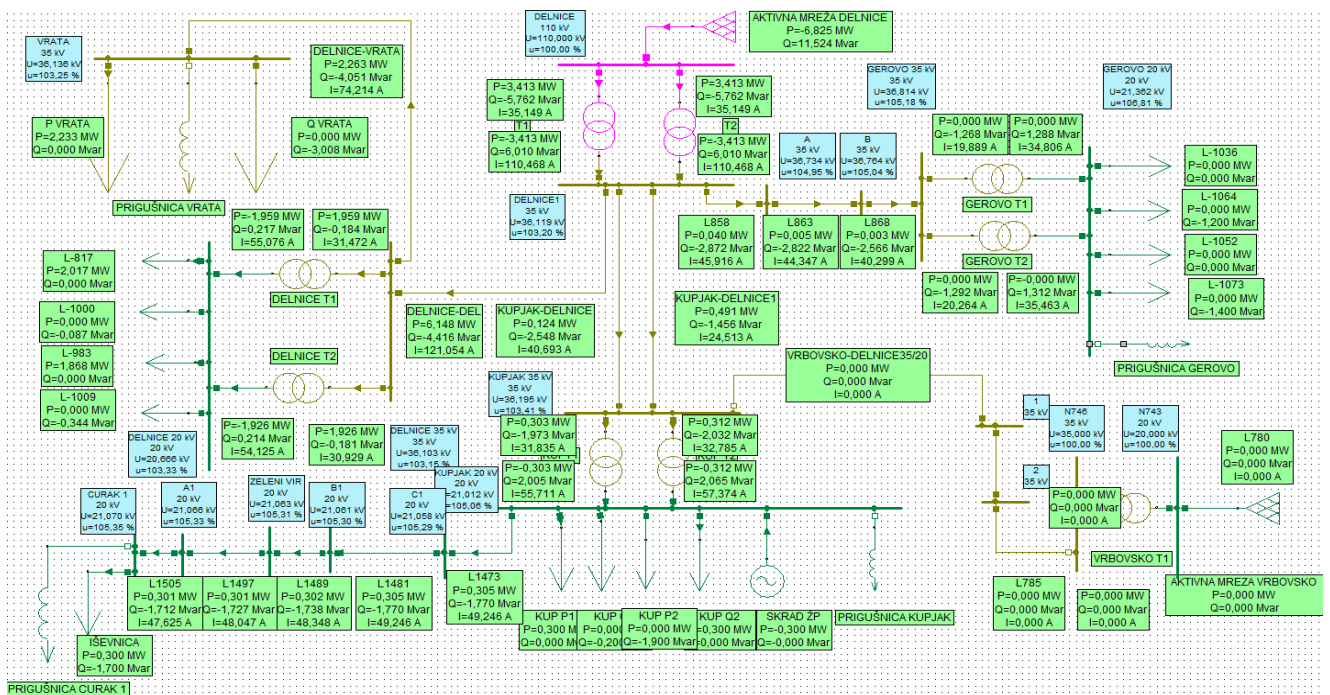 VRATA
35 kV
U=36,136 kV
u=103,25 %
DELNICE-VRATA
P=2,263 MW
Q=-4,051 Mvar
I=74,214 A
P VRATA
P=2,233 MW
Q=0,000 Mvar
Q VRATA
P=0,000 MW
Q=-3,008 Mvar
PRIGUŠNICA VRATA
DELNICE
110 kV
U=110,000 kV
u=100,00 %
AKTIVNA MREŽA DELNICE
P=-6,825 MW
Q=11,524 Mvar
P=3,413 MW
Q=-5,762 Mvar
I=35,149 A
T1
P=-3,413 MW
Q=6,010 Mvar
I=110,468 A
P=3,413 MW
Q=-5,762 Mvar
I=35,149 A
T2
P=-3,413 MW
Q=6,010 Mvar
I=110,468 A
DELNICE1
35 kV
U=36,119 kV
u=103,20 %
A
35 kV
U=36,734 kV
u=104,95 %
B
35 kV
U=36,764 kV
u=105,04 %
GEROVO 35 kV
35 kV
U=36,814 kV
u=105,18 %
GEROVO 20 kV
20 kV
U=21,362 kV
u=106,81 %
P=0,000 MW
Q=-1,268 Mvar
I=19,889 A
P=0,000 MW
Q=1,288 Mvar
I=34,806 A
GEROVO T1
GEROVO T2
P=0,000 MW
Q=-1,292 Mvar
I=20,264 A
P=-0,000 MW
Q=1,312 Mvar
I=35,463 A
L-1036
P=0,000 MW
Q=0,000 Mvar
L-1064
P=0,000 MW
Q=-1,200 Mvar
L-1052
P=0,000 MW
Q=0,000 Mvar
L-1073
P=0,000 MW
Q=-1,400 Mvar
PRIGUŠNICA GEROVO
L858
P=0,040 MW
Q=-2,872 Mvar
I=45,916 A
L863
P=0,005 MW
Q=-2,822 Mvar
I=44,347 A
L868
P=0,003 MW
Q=-2,566 Mvar
I=40,299 A
P=-1,959 MW
Q=0,217 Mvar
I=55,076 A
P=1,959 MW
Q=-0,184 Mvar
I=31,472 A
DELNICE T1
L-817
P=2,017 MW
Q=0,000 Mvar
L-1000
P=0,000 MW
Q=-0,087 Mvar
L-983
P=1,868 MW
Q=0,000 Mvar
L-1009
P=0,000 MW
Q=-0,344 Mvar
DELNICE T2
P=-1,926 MW
Q=0,214 Mvar
I=54,125 A
P=1,926 MW
Q=-0,181 Mvar
I=30,929 A
DELNICE-DEL
P=6,148 MW
Q=-4,416 Mvar
I=121,054 A
KUPJAK-DELNICE
P=0,124 MW
Q=-2,548 Mvar
I=40,693 A
KUPJAK-DELNICE1
P=0,491 MW
Q=-1,456 Mvar
I=24,513 A
VRBOVSKO-DELNICE35/20
P=0,000 MW
Q=0,000 Mvar
I=0,000 A
DELNICE 20 kV
20 kV
U=20,666 kV
u=103,33 %
DELNICE 35 kV
35 kV
U=36,103 kV
u=103,15 %
KUPJAK 35 kV
35 kV
U=36,195 kV
u=103,41 %
KUPJAK 20 kV
20 kV
U=21,012 kV
u=105,06 %
P=0,303 MW
Q=-1,973 Mvar
I=31,835 A
P=-0,303 MW
Q=2,005 Mvar
I=55,711 A
P=0,312 MW
Q=-2,032 Mvar
I=32,785 A
P=-0,312 MW
Q=2,065 Mvar
I=57,374 A
1
35 kV
2
35 kV
N746
35 kV
U=35,000 kV
u=100,00 %
N743
20 kV
U=20,000 kV
u=100,00 %
L780
P=0,000 MW
Q=0,000 Mvar
I=0,000 A
P=0,000 MW
Q=0,000 Mvar
I=0,000 A
VRBOVSKO T1
L785
P=0,000 MW
Q=0,000 Mvar
I=0,000 A
P=0,000 MW
Q=0,000 Mvar
I=0,000 A
AKTIVNA MREZA VRBOVSKO
P=0,000 MW
Q=0,000 Mvar
CURAK 1
20 kV
U=21,070 kV
u=105,35 %
A1
20 kV
U=21,066 kV
u=105,33 %
ZELENI VIR
20 kV
U=21,063 kV
u=105,31 %
B1
20 kV
U=21,061 kV
u=105,30 %
C1
20 kV
U=21,058 kV
u=105,29 %
L1505
P=0,301 MW
Q=-1,712 Mvar
I=47,625 A
L1497
P=0,301 MW
Q=-1,727 Mvar
I=48,047 A
L1489
P=0,302 MW
Q=-1,738 Mvar
I=48,348 A
L1481
P=0,305 MW
Q=-1,770 Mvar
I=49,246 A
L1473
P=0,305 MW
Q=-1,770 Mvar
I=49,246 A
KUP P1
P=0,300 M
Q=0,000 Mv
KUP
P=0,000
Q=-0,200
KUP P2
P=0,000 MW
Q=-1,900 Mvar
KUP Q2
P=0,300 MW
Q=0,000 Mvar
SKRAD ŽP
P=-0,300 MW
Q=-0,000 Mvar
PRIGUŠNICA KUPJAK
IŠEVNICA
P=0,300 MW
Q=-1,700 Mvar
PRIGUŠNICA CURAK 1